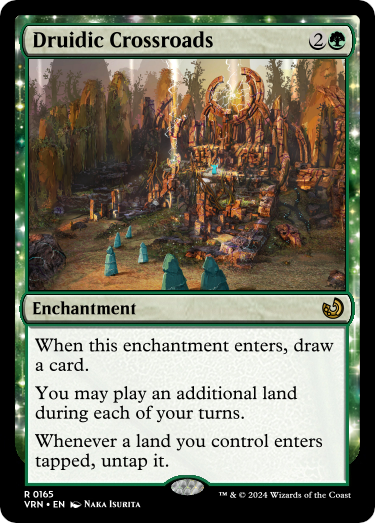 Druidic Crossroads 2
Enchantment
When this enchantment enters, draw
a card.
You may play an additional land
during each of your turns.
Whenever a land you control enters
tapped, untap it.
R 0165
VRN • EN Naka Isurita
™ & © 2024 Wizards of the Coast